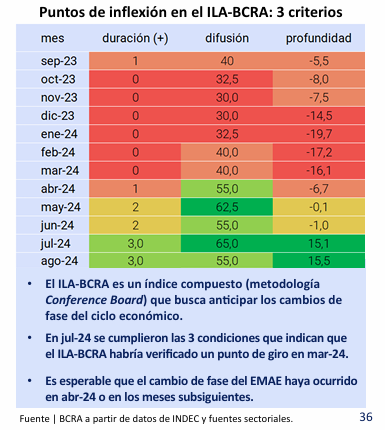 Puntos de inflexión en el ILA-BCRA: 3 criterios
mes duración (+) difusión profundidad
sep-23 1 40 -5,5
oct-23 0 32,5 -8,0
nov-23 0 30,0 -7,5
dic-23 0 30,0 -14,5
ene-24 0 32,5 -19,7
feb-24 0 40,0 -17,2
mar-24 0 40,0 -16,1
abr-24 1 55,0 -6,7
may-24 2 62,5 -0,1
jun-24 2 55,0 -1,0
jul-24 3,0 65,0 15,1
ago-24 3,0 55,0 15,5
• El ILA-BCRA es un índice compuesto (metodología
Conference Board) que busca anticipar los cambios de
fase del ciclo económico.
• En jul-24 se cumplieron las 3 condiciones que indican que
el ILA-BCRA habría verificado un punto de giro en mar-24.
• Es esperable que el cambio de fase del EMAE haya ocurrido
en abr-24 o en los meses subsiguientes.
Fuente | BCRA a partir de datos de INDEC y fuentes sectoriales. 36